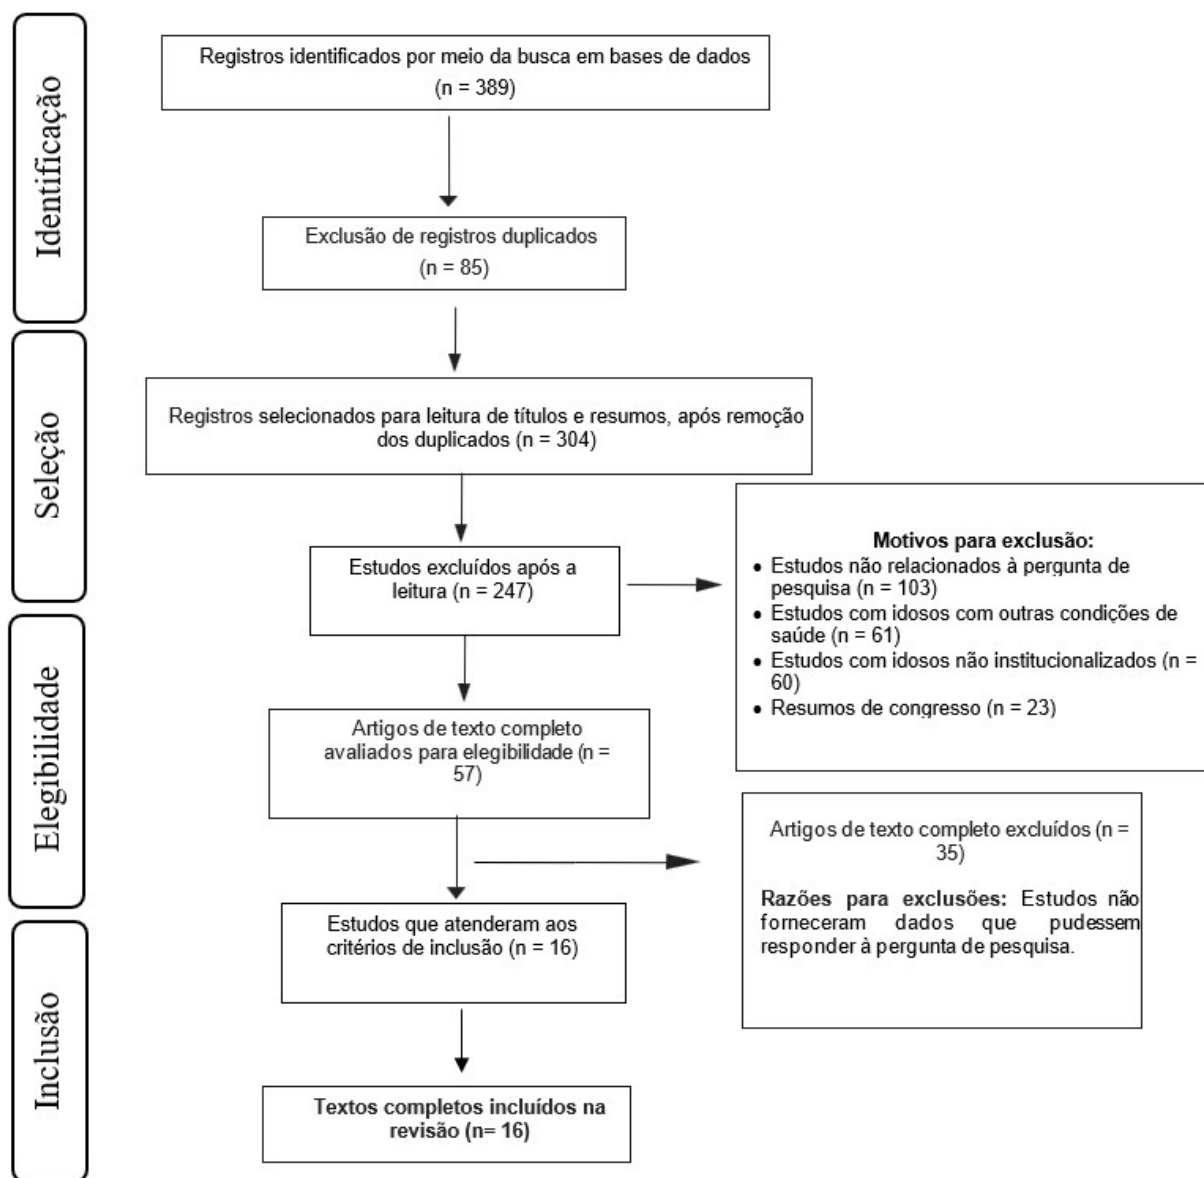 Identificação
Registros identificados por meio da busca em bases de dados
(n = 389)
Exclusão de registros duplicados
(n = 85)
Seleção
Registros selecionados para leitura de títulos e resumos, após remoção
dos duplicados (n = 304)
Estudos excluídos após a
leitura (n = 247)
Motivos para exclusão:
• Estudos não relacionados à pergunta de
pesquisa (n = 103)
• Estudos com idosos com outras condições de
saúde (n = 61)
• Estudos com idosos não institucionalizados (n =
60)
• Resumos de congresso (n = 23)
Elegibilidade
Artigos de texto completo
avaliados para elegibilidade (n =
57)
Artigos de texto completo excluídos (n =
35)
Razões para exclusões: Estudos não
forneceram dados que pudessem
responder à pergunta de pesquisa.
Inclusão
Estudos que atenderam aos
critérios de inclusão (n = 16)
Textos completos incluídos na
revisão (n= 16)